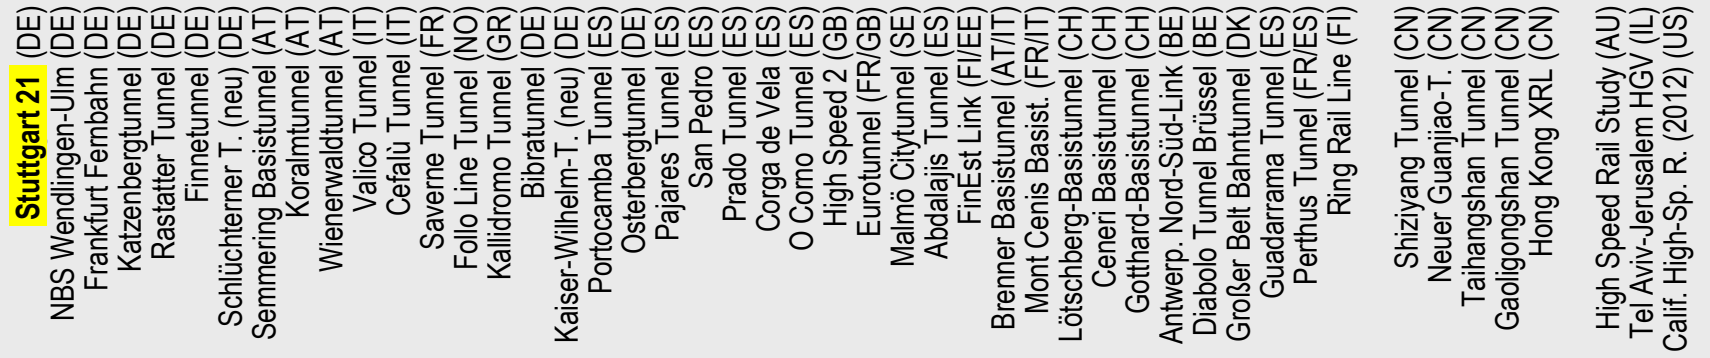 Stuttgart 21 (DE)
NBS Wendlingen-Ulm (DE)
Frankfurt Fernbahn (DE)
Katzenbergtunnel (DE)
Rastatter Tunnel (DE)
Finnetunnel (DE)
Schlüchterner T. (neu) (DE)
Semmering Basistunnel (AT)
Koralmtunnel (AT)
Wienerwaldtunnel (AT)
Valico Tunnel (IT)
Cefalù Tunnel (IT)
Saverne Tunnel (FR)
Follo Line Tunnel (NO)
Kallidromo Tunnel (GR)
Bibratunnel (DE)
Kaiser-Wilhelm-T. (neu) (DE)
Portocamba Tunnel (ES)
Osterbergtunnel (DE)
Pajares Tunnel (ES)
San Pedro (ES)
Prado Tunnel (ES)
Corga de Vela (ES)
O Corno Tunnel (ES)
High Speed 2 (GB)
Eurotunnel (FR/GB)
Malmö Citytunnel (SE)
Abdalajis Tunnel (ES)
FinEst Link (FI/EE)
Brenner Basistunnel (AT/IT)
Mont Cenis Basist. (FR/IT)
Lötschberg-Basistunnel (CH)
Ceneri Basistunnel (CH)
Gotthard-Basistunnel (CH)
Antwerp. Nord-Süd-Link (BE)
Diabolo Tunnel Brüssel (BE)
Großer Belt Bahntunnel (DK)
Guadarrama Tunnel (ES)
Perthus Tunnel (FR/ES)
Ring Rail Line (FI)
Shiziyang Tunnel (CN)
Neuer Guanjiao-T. (CN)
Taihangshan Tunnel (CN)
Gaoligongshan Tunnel (CN)
Hong Kong XRL (CN)
High Speed Rail Study (AU)
Tel Aviv-Jerusalem HGV (IL)
Calif. High-Sp. R. (2012) (US)